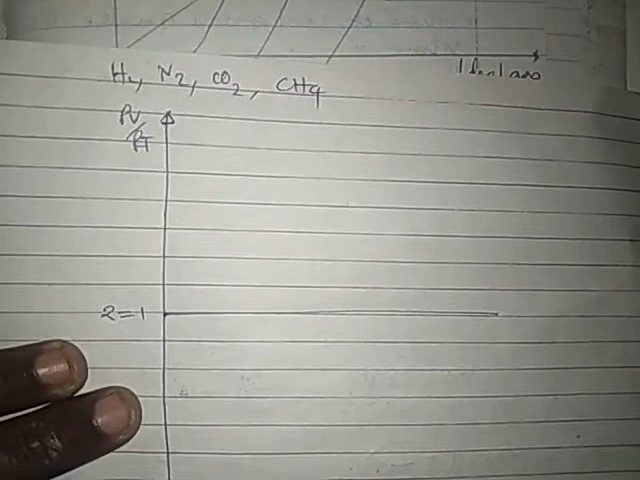 H2, N2, CO2, CH4
PV
RT
Z=1